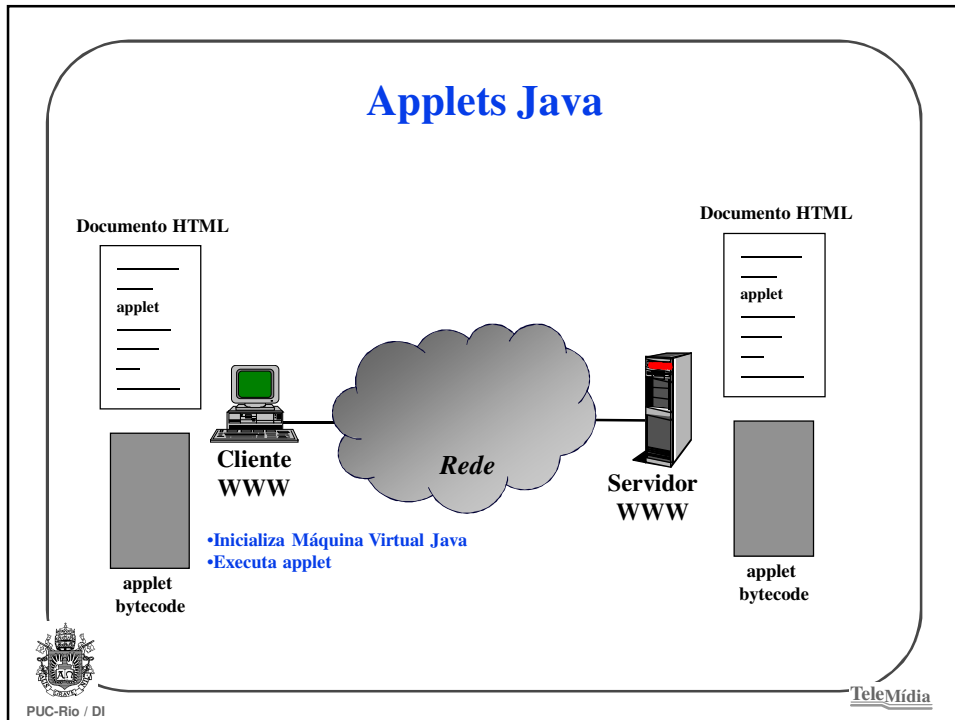 Applets Java
Documento HTML
applet
Documento HTML
applet
Cliente
WWW
Rede
Servidor
WWW
•Inicializa Máquina Virtual Java
•Executa applet
applet
bytecode
applet
bytecode
PUC-Rio / DI
TeleMídia